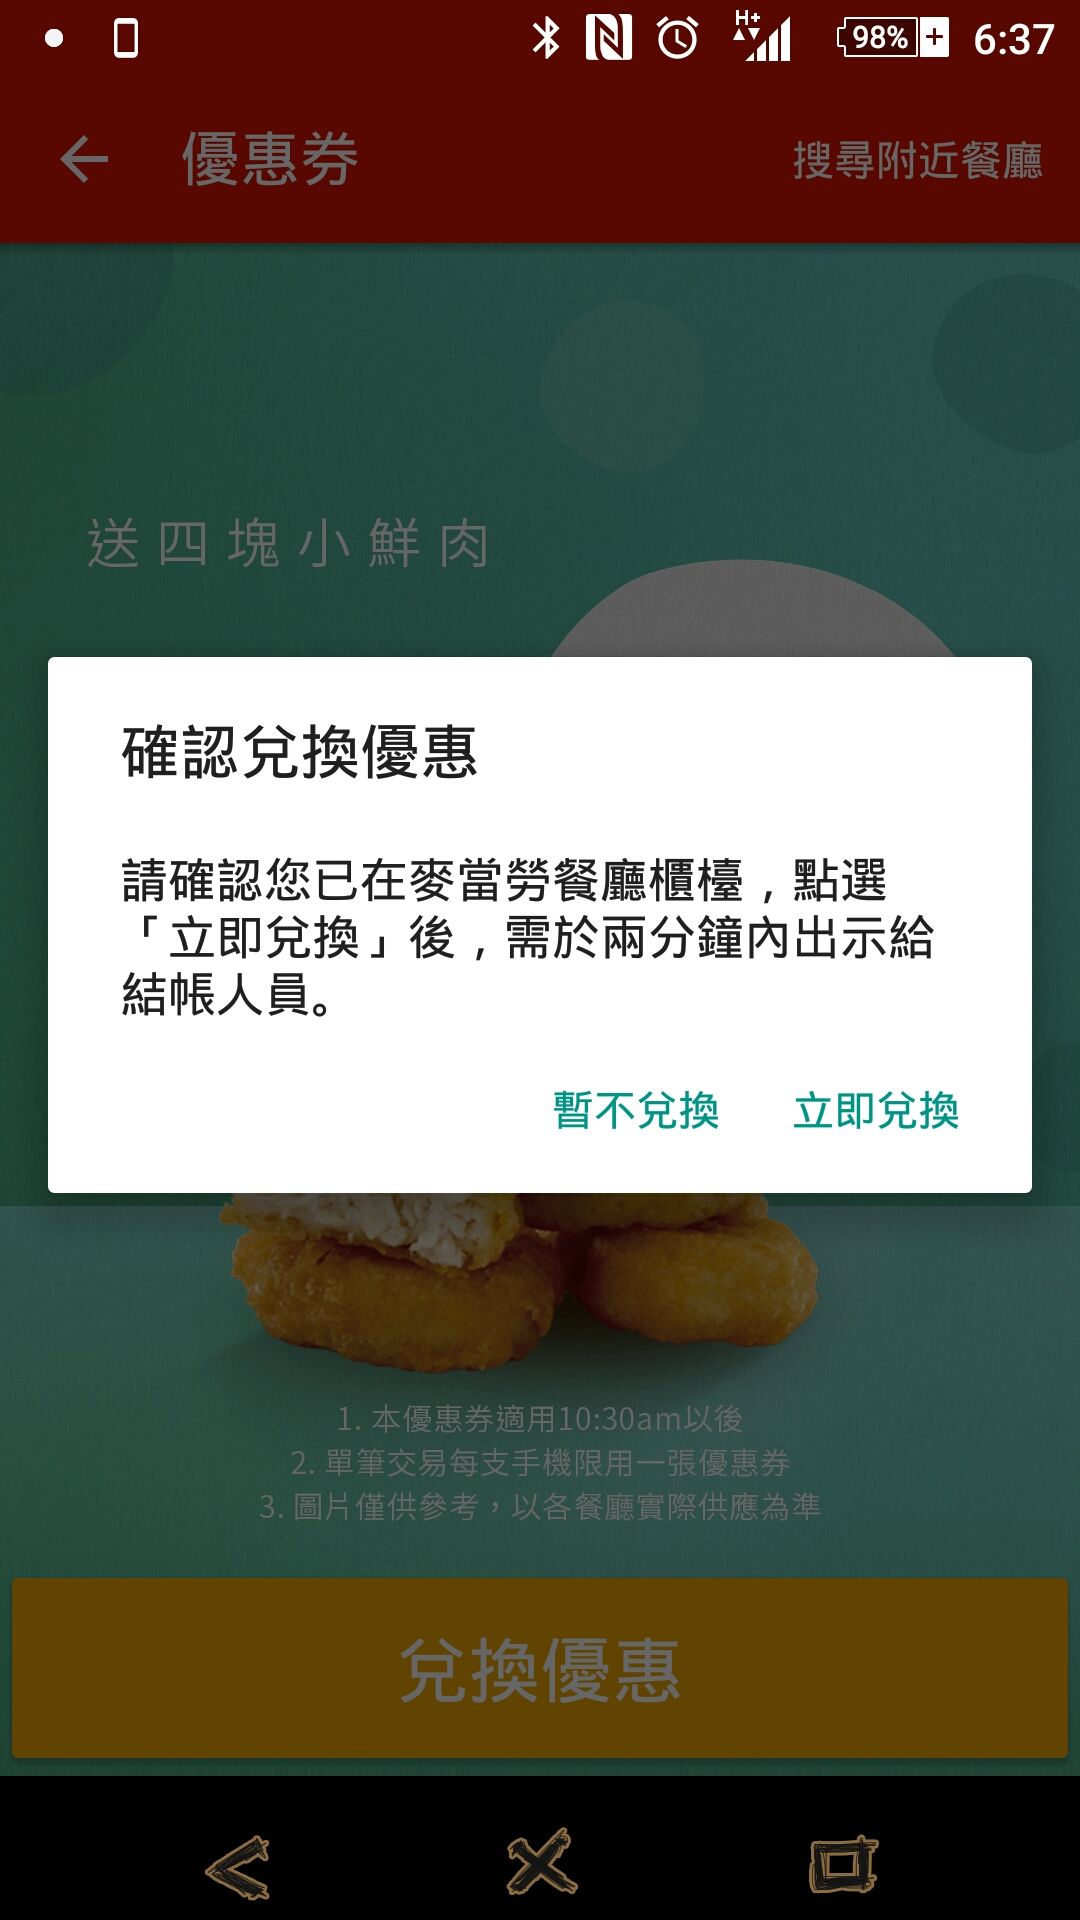 H+
98%
6:37
優惠券
搜尋附近餐廳
送四塊小鮮肉
確認兌換優惠
請確認您已在麥當勞餐廳櫃檯，點選
「立即兌換」後，需於兩分鐘內出示給
結帳人員。
暫不兌換
立即兌換
1. 本優惠券適用10:30am以後
2. 單筆交易每支手機限用一張優惠券
3. 圖片僅供參考，以各餐廳實際供應為準
兌換優惠